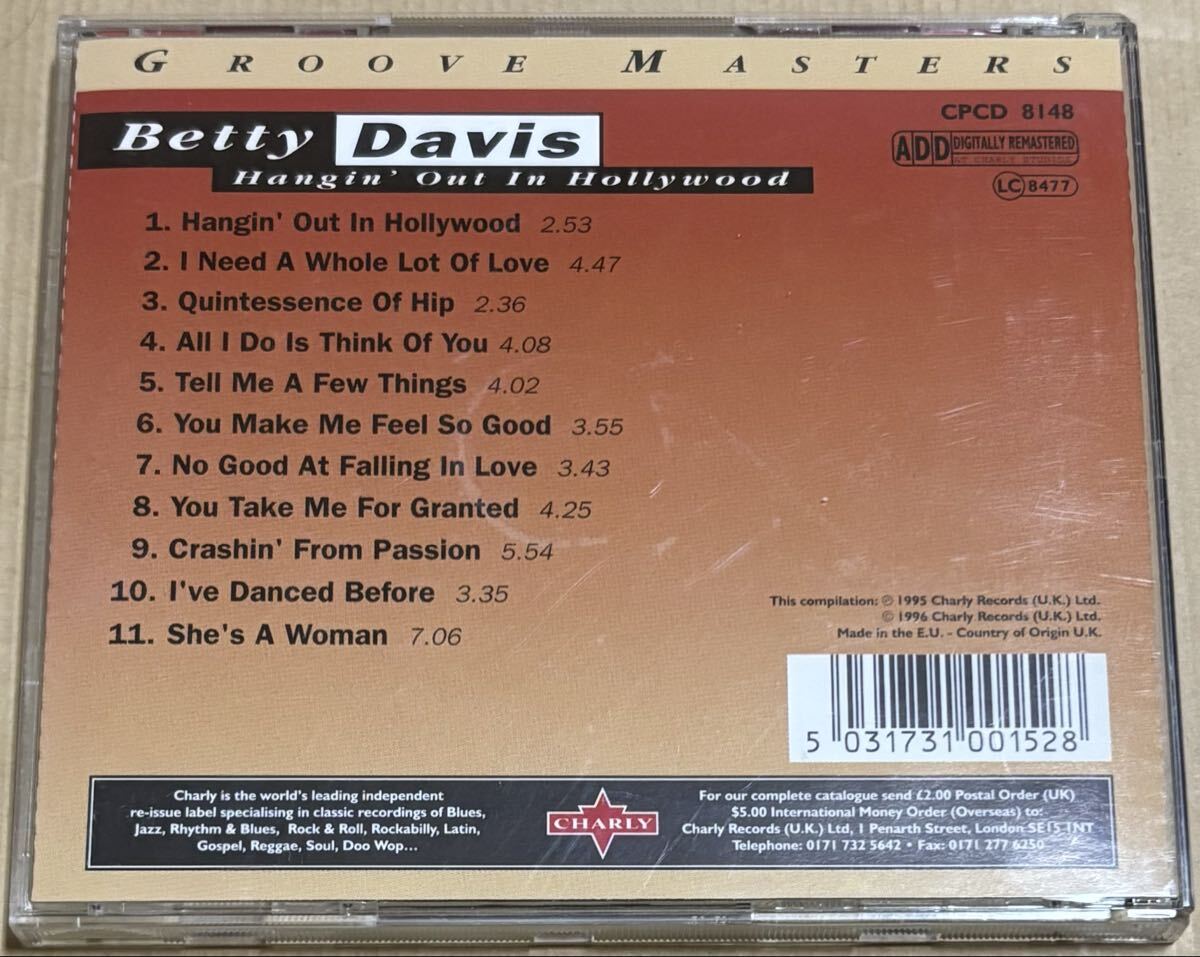 GROOVE MASTERS
CPCD 8148
Betty Davis
ADD DIGITALLY REMASTERED
AT CHARLY STUDIOS
Hangin' Out In Hollywood
LC 8477
1. Hangin' Out In Hollywood 2.53
2. I Need A Whole Lot Of Love 4.47
3. Quintessence Of Hip 2.36
4. All I Do Is Think Of You 4.08
5. Tell Me A Few Things 4.02
6. You Make Me Feel So Good 3.55
7. No Good At Falling In Love 3.43
8. You Take Me For Granted 4.25
9. Crashin' From Passion 5.54
10. I've Danced Before 3.35
11. She's A Woman 7.06
This compilation: ℗ 1995 Charly Records (U.K.) Ltd.
© 1996 Charly Records (U.K.) Ltd.
Made in the E.U. - Country of Origin U.K.
5 031731 001528
Charly is the world's leading independent
re-issue label specialising in classic recordings of Blues,
Jazz, Rhythm & Blues, Rock & Roll, Rockabilly, Latin,
Gospel, Reggae, Soul, Doo Wop...
CHARLY
For our complete catalogue send £2.00 Postal Order (UK)
$5.00 International Money Order (Overseas) to:
Charly Records (U.K.) Ltd, 1 Penarth Street, London SE15 1NT
Telephone: 0171 732 5642 • Fax: 0171 277 6250